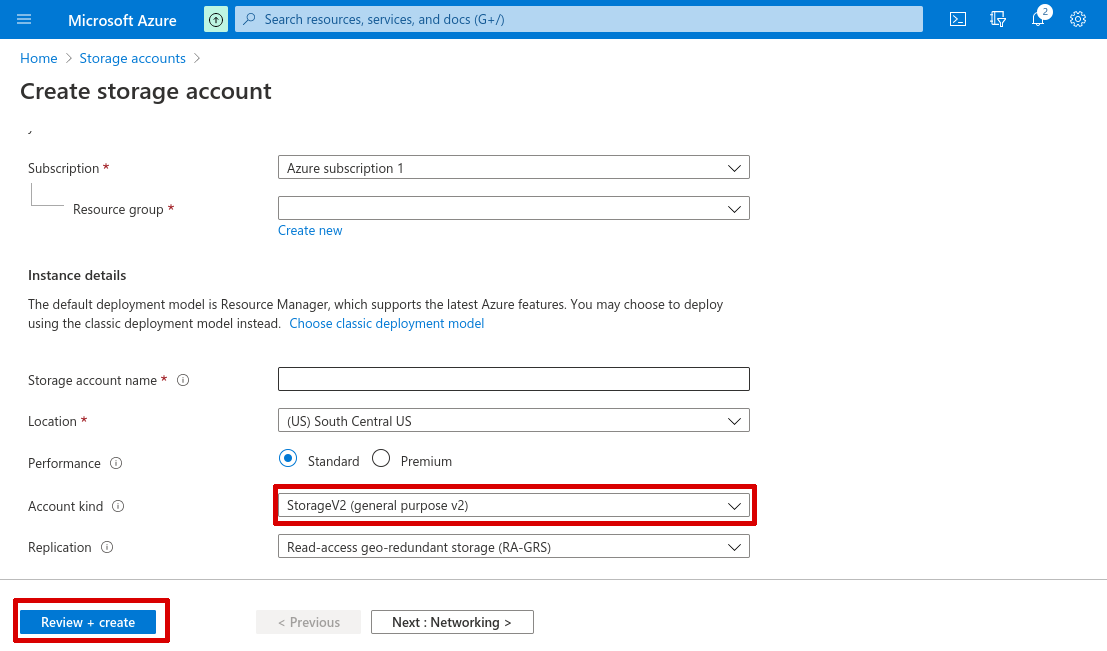 Microsoft Azure
Search resources, services, and docs (G+/)
2
Home > Storage accounts >
Create storage account
Subscription *
Azure subscription 1
Resource group *
Create new
Instance details
The default deployment model is Resource Manager, which supports the latest Azure features. You may choose to deploy
using the classic deployment model instead. Choose classic deployment model
Storage account name *
Location *
(US) South Central US
Performance
Standard
Premium
Account kind
StorageV2 (general purpose v2)
Replication
Read-access geo-redundant storage (RA-GRS)
Review + create
< Previous
Next : Networking >